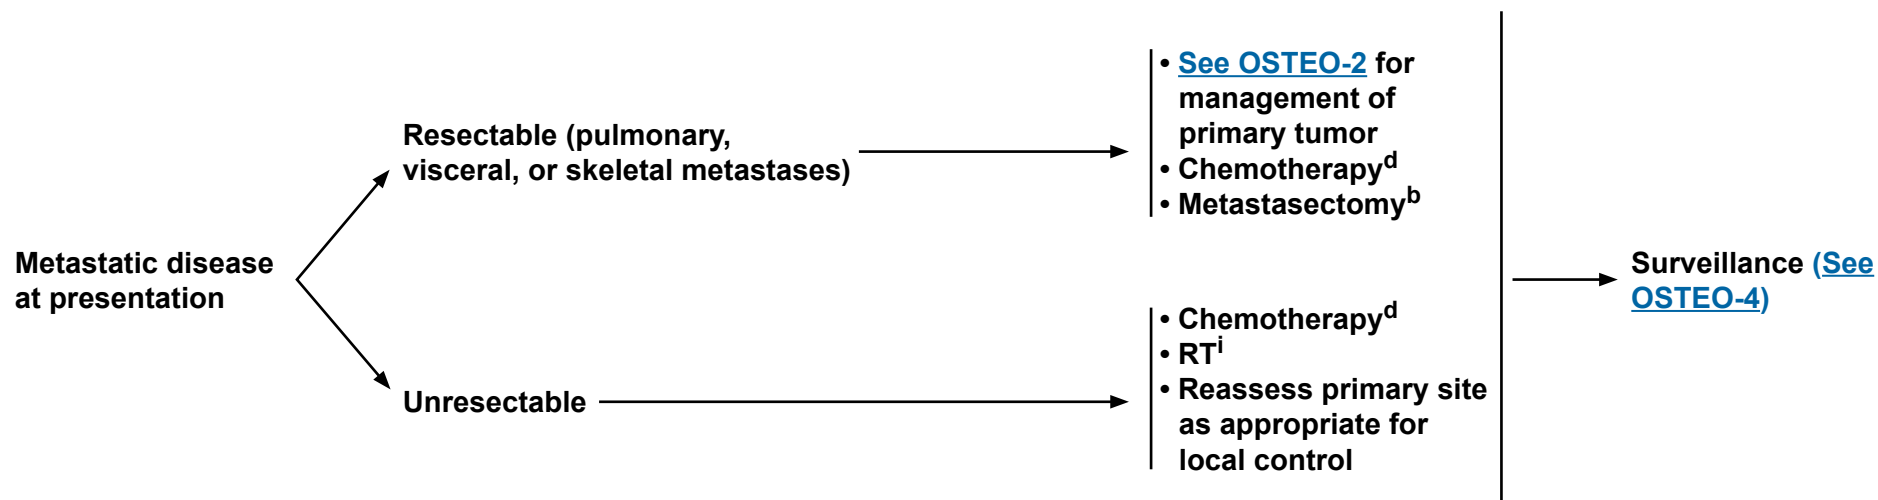 Metastatic disease
at presentation
Resectable (pulmonary,
visceral, or skeletal metastases)
• See OSTEO-2 for
management of
primary tumor
• Chemotherapyd
• Metastasectomyb
Unresectable
• Chemotherapyd
• RTi
• Reassess primary site
as appropriate for
local control
Surveillance (See
OSTEO-4)